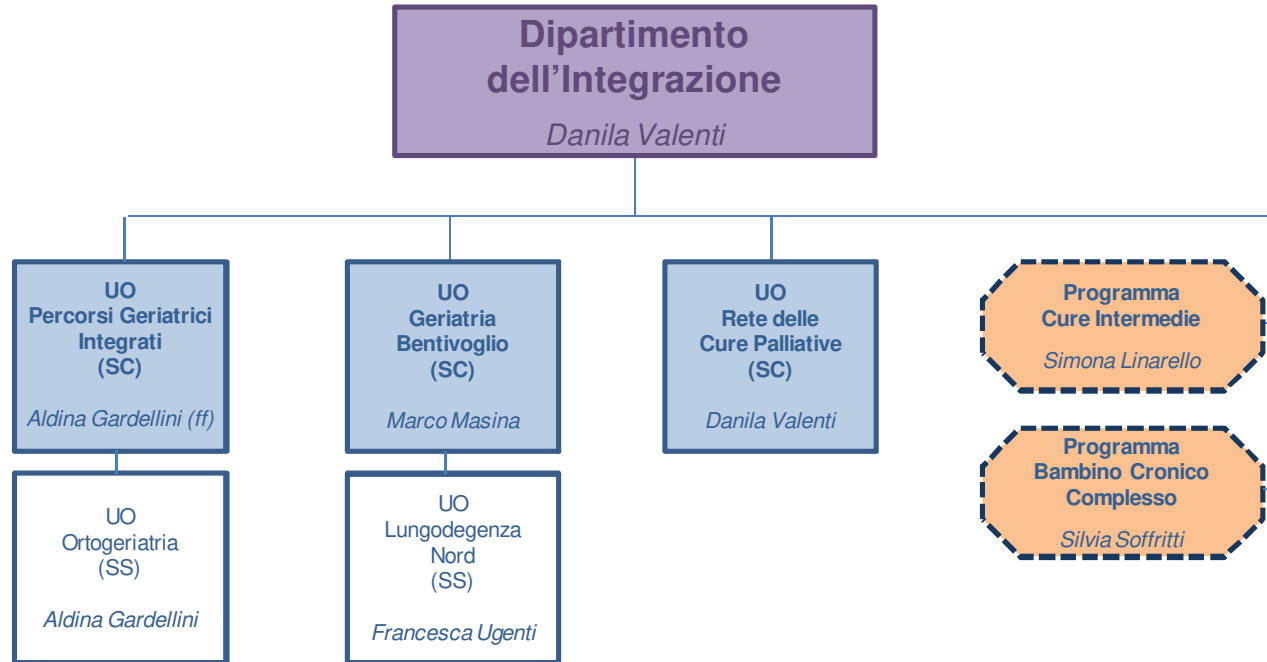 Dipartimento
dell’Integrazione
Danila Valenti
UO
Percorsi Geriatrici
Integrati
(SC)
Aldina Gardellini (ff)
UO
Geriatria
Bentivoglio
(SC)
Marco Masina
UO
Rete delle
Cure Palliative
(SC)
Danila Valenti
Programma
Cure Intermedie
Simona Linarello
Programma
Bambino Cronico
Complesso
Silvia Soffritti
UO
Ortogeriatria
(SS)
Aldina Gardellini
UO
Lungodegenza
Nord
(SS)
Francesca Ugenti